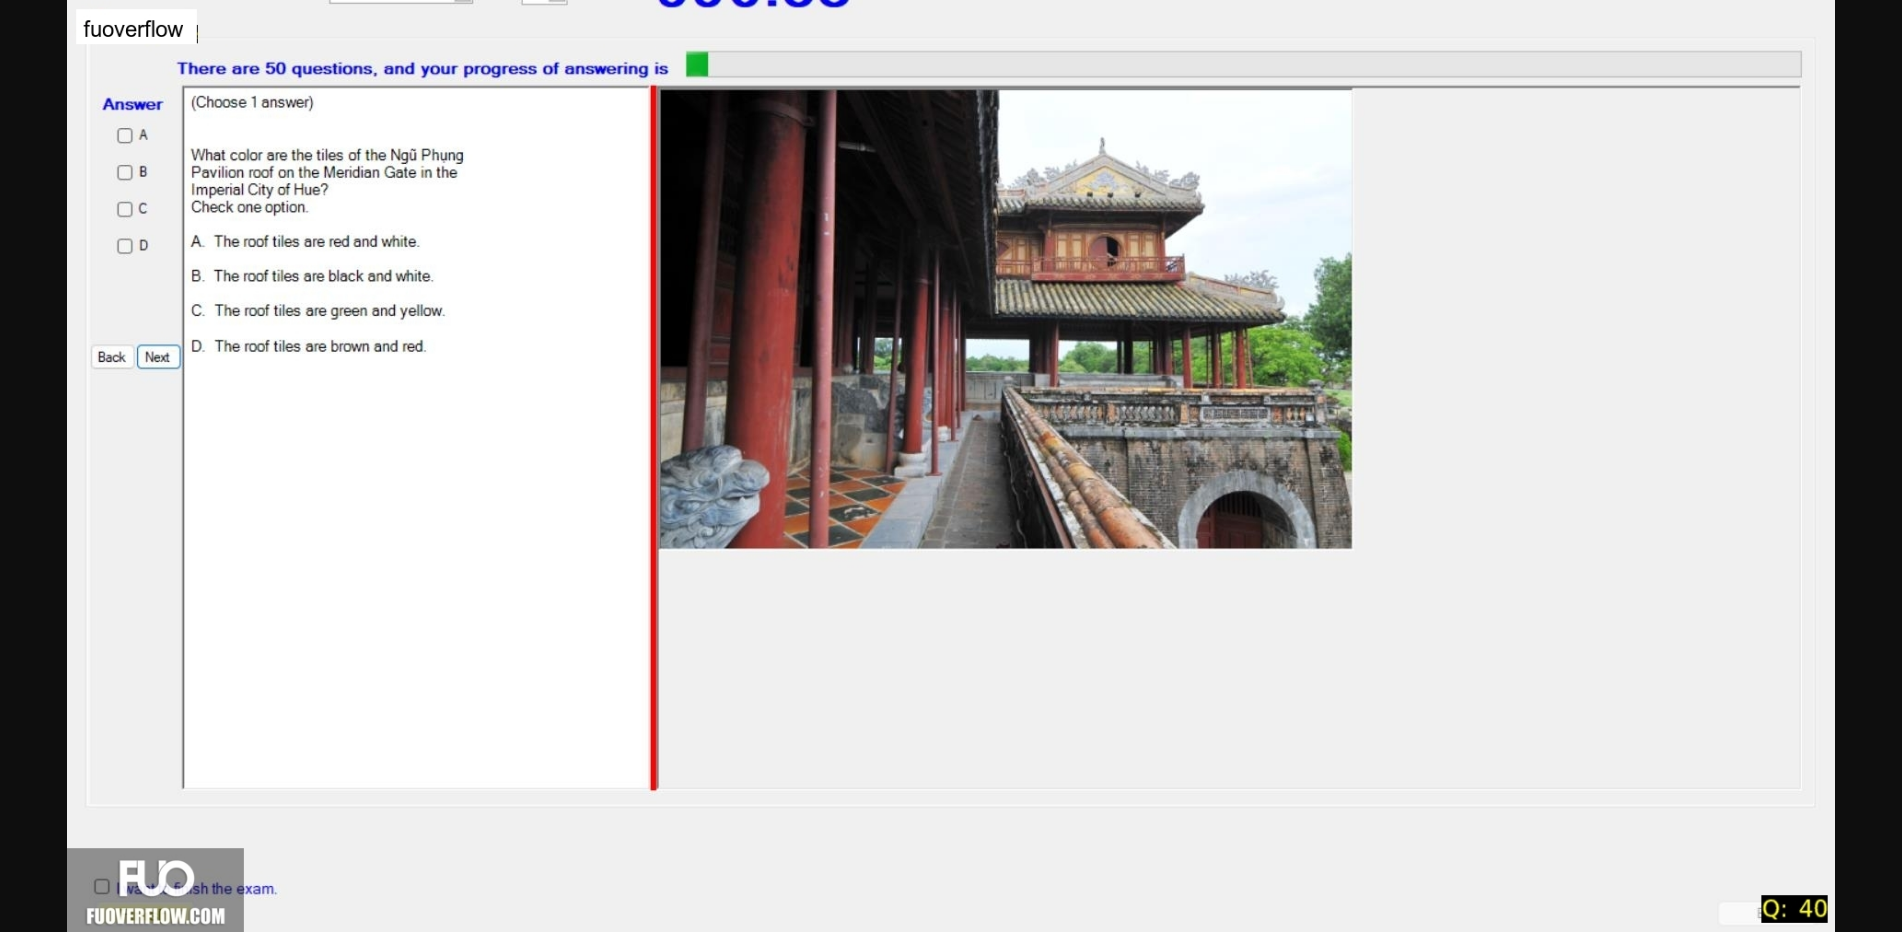 fuoverflow
There are 50 questions, and your progress of answering is
Answer
(Choose 1 answer)
A
B
C
D
What color are the tiles of the Ngũ Phụng
Pavilion roof on the Meridian Gate in the
Imperial City of Hue?
Check one option.
A. The roof tiles are red and white.
B. The roof tiles are black and white.
C. The roof tiles are green and yellow.
D. The roof tiles are brown and red.
Back Next
FUO
finish the exam.
FUOVERFLOW.COM
Q: 40